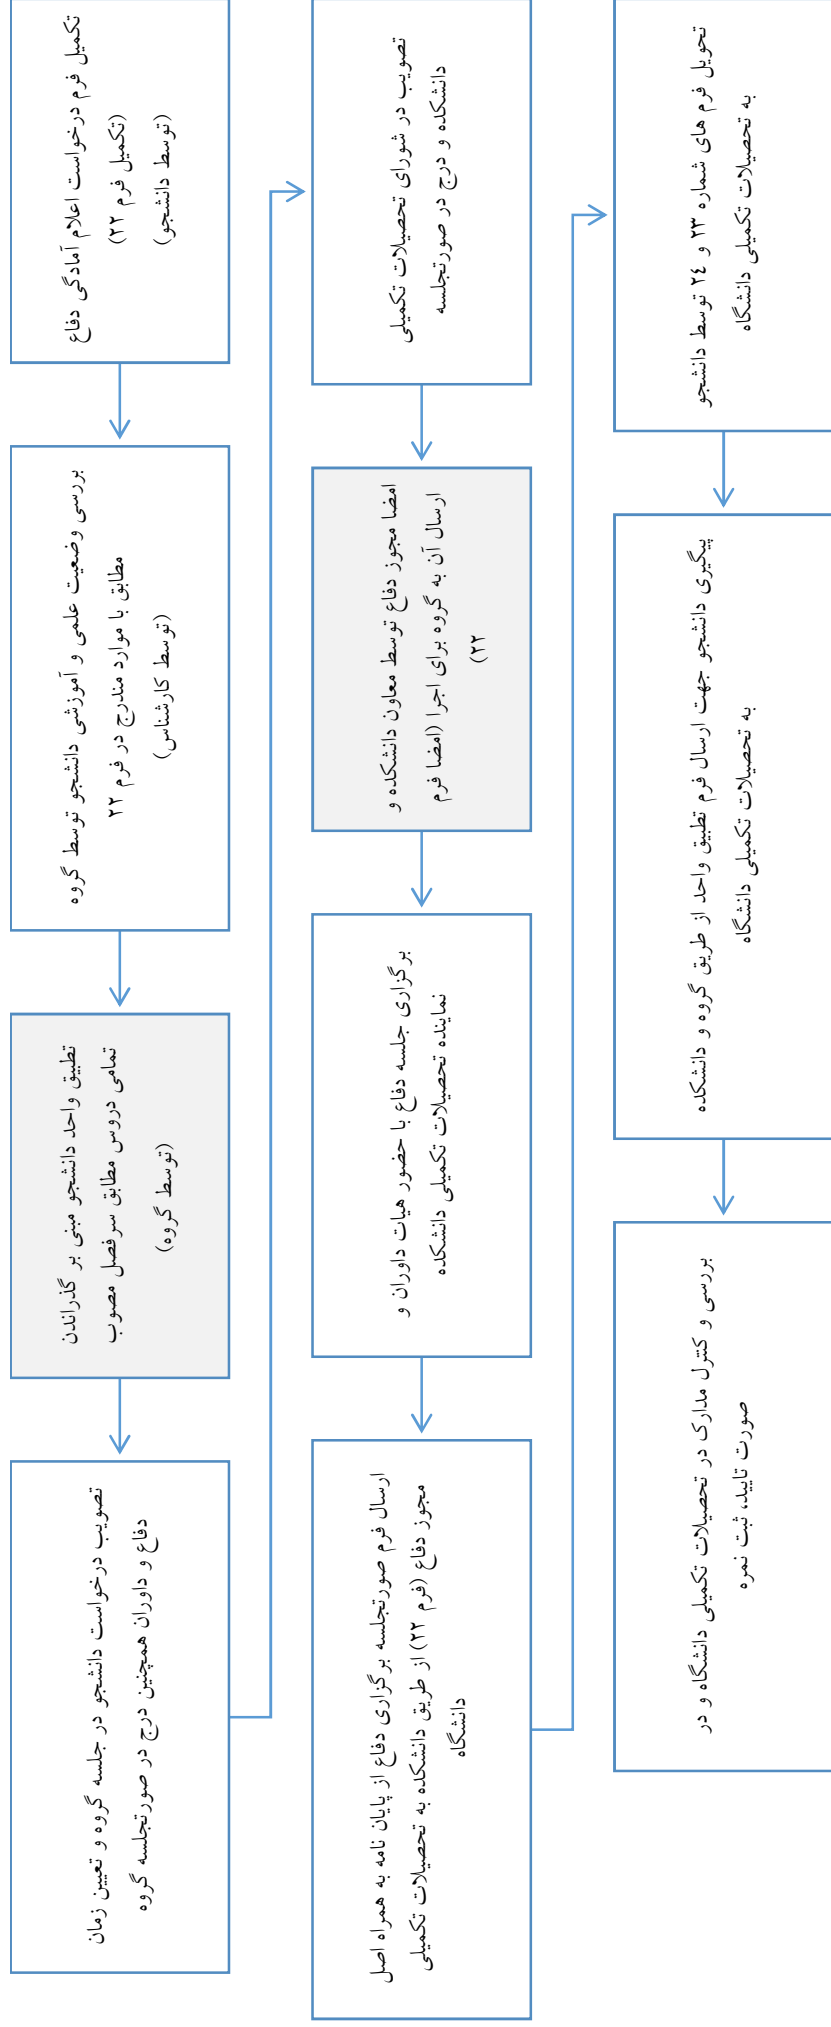 تکمیل فرم درخواست اعلام آمادگی دفاع
(تکمیل فرم ۲۲)
(توسط دانشجو)
بررسی وضعیت علمی و آموزشی دانشجو توسط گروه
مطابق با موارد مندرج در فرم ۲۲
(توسط کارشناس)
تطبیق واحد دانشجو مبنی بر گذراندن
تمامی دروس مطابق سرفصل مصوب
(توسط گروه)
تصویب درخواست دانشجو در جلسه گروه و تعیین زمان
دفاع و داوران همچنین درج در صورتجلسه گروه
تصویب در شورای تحصیلات تکمیلی
دانشکده و درج در صورتجلسه
امضا مجوز دفاع توسط معاون دانشکده و
ارسال آن به گروه برای اجرا (امضا فرم
۲۲)
برگزاری جلسه دفاع با حضور هیات داوران و
نماینده تحصیلات تکمیلی دانشکده
ارسال فرم صورتجلسه برگزاری دفاع از پایان نامه به همراه اصل
مجوز دفاع (فرم ۲۲) از طریق دانشکده به تحصیلات تکمیلی
دانشگاه
تحویل فرم های شماره ۲۳ و ۲٤ توسط دانشجو
به تحصیلات تکمیلی دانشگاه
پیگیری دانشجو جهت ارسال فرم تطبیق واحد از طریق گروه و دانشکده
به تحصیلات تکمیلی دانشگاه
بررسی و کنترل مدارک در تحصیلات تکمیلی دانشگاه و در
صورت تایید، ثبت نمره